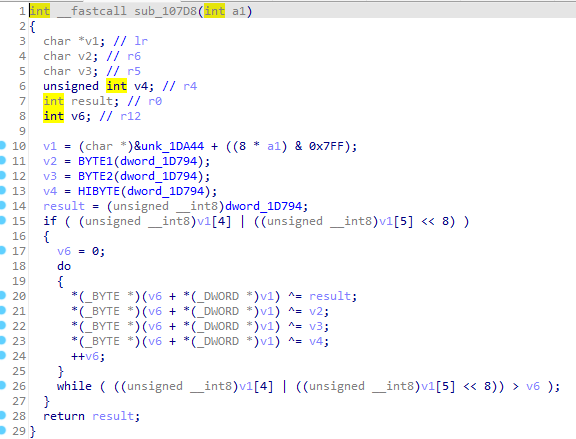 1 int __fastcall sub_107D8(int a1)
2 {
3 char *v1; // lr
4 char v2; // r6
5 char v3; // r5
6 unsigned int v4; // r4
7 int result; // r0
8 int v6; // r12
9
10 v1 = (char *)&unk_1DA44 + ((8 * a1) & 0x7FF);
11 v2 = BYTE1(dword_1D794);
12 v3 = BYTE2(dword_1D794);
13 v4 = HIBYTE(dword_1D794);
14 result = (unsigned __int8)dword_1D794;
15 if ( (unsigned __int8)v1[4] | ((unsigned __int8)v1[5] << 8) )
16 {
17 v6 = 0;
18 do
19 {
20 *(_BYTE *)(v6 + *(_DWORD *)v1) ^= result;
21 *(_BYTE *)(v6 + *(_DWORD *)v1) ^= v2;
22 *(_BYTE *)(v6 + *(_DWORD *)v1) ^= v3;
23 *(_BYTE *)(v6 + *(_DWORD *)v1) ^= v4;
24 ++v6;
25 }
26 while ( ((unsigned __int8)v1[4] | ((unsigned __int8)v1[5] << 8)) > v6 );
27 }
28 return result;
29 }